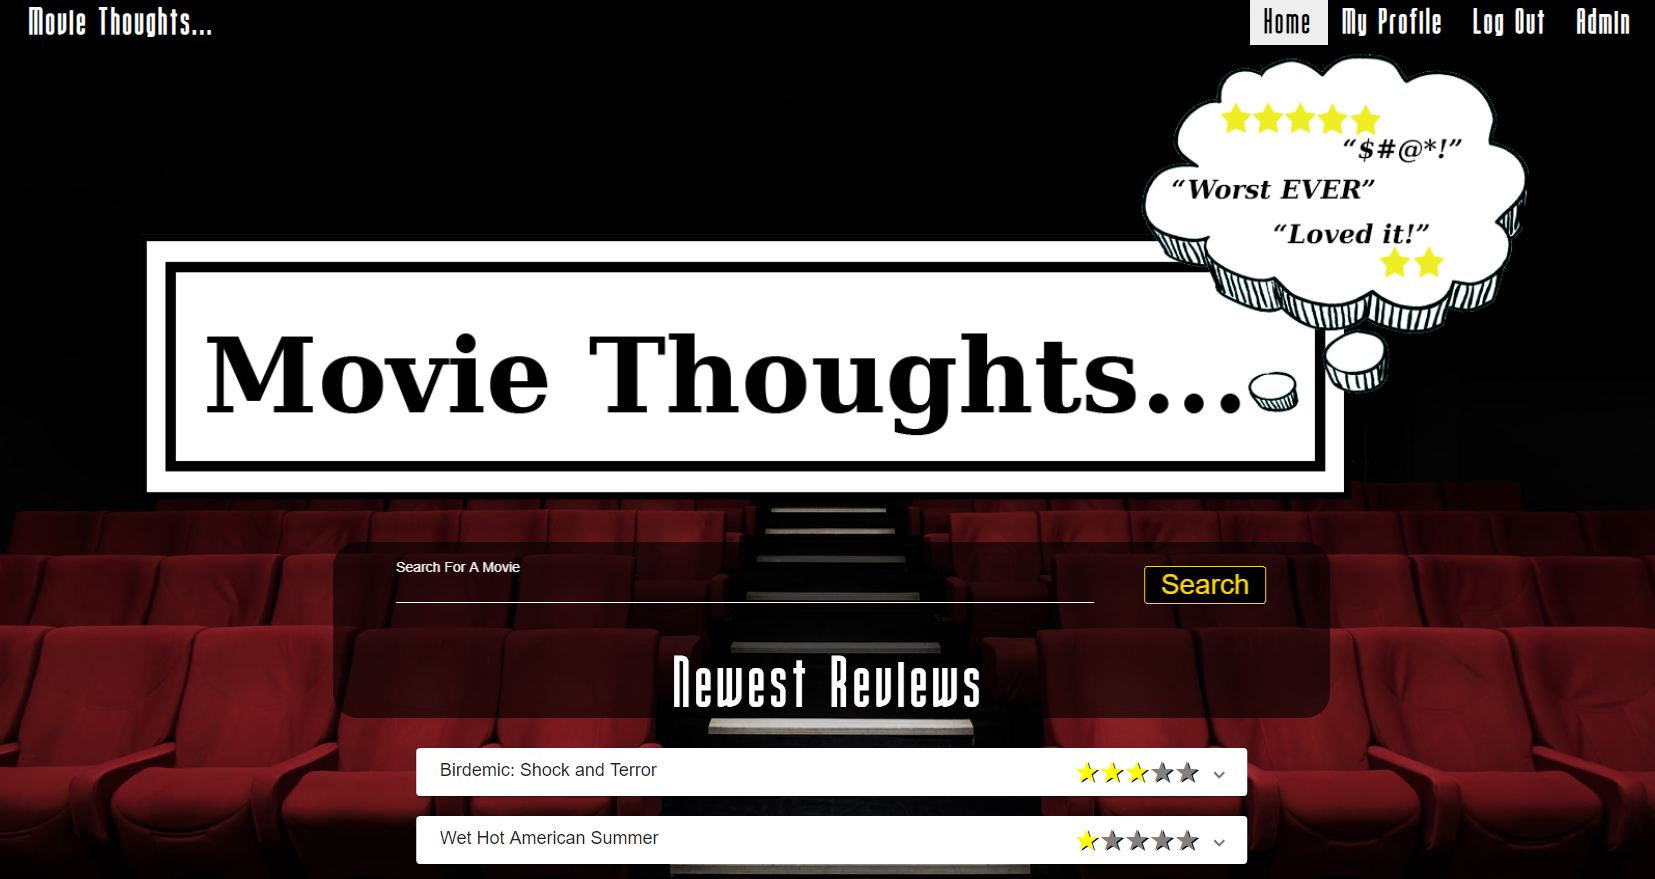 Movie Thoughts...
Home My Profile Log Out Admin
“$#@*!”
“Worst EVER”
“Loved it!”
Movie Thoughts...
Search For A Movie
Search
Newest Reviews
Birdemic: Shock and Terror
Wet Hot American Summer